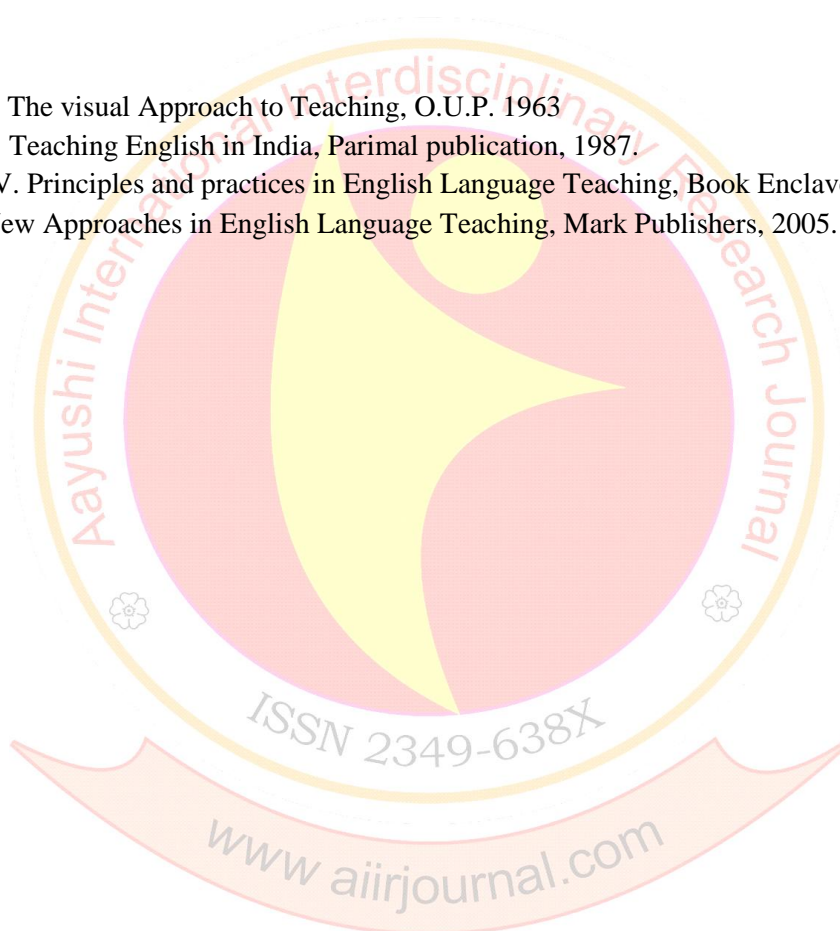 The visual Approach to Teaching, O.U.P. 1963
Teaching English in India, Parimal publication, 1987.
V. Principles and practices in English Language Teaching, Book Enclave
ew Approaches in English Language Teaching, Mark Publishers, 2005.
Aayushi International Interdisciplinary Research Journal
ISSN 2349-638X
www aiirjournal.com